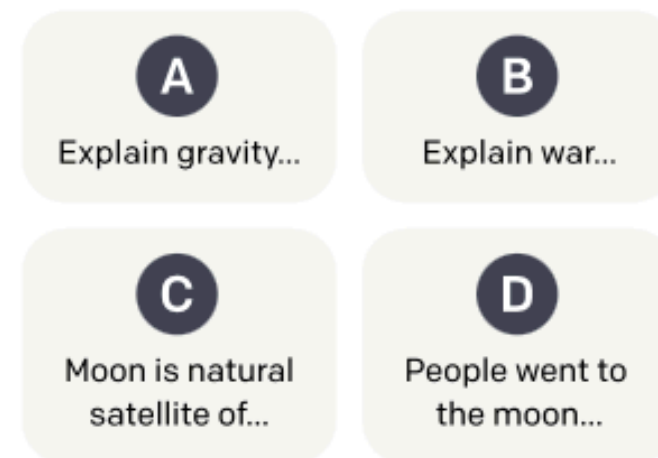 A
Explain gravity...
B
Explain war...
C
Moon is natural
satellite of...
D
People went to
the moon...